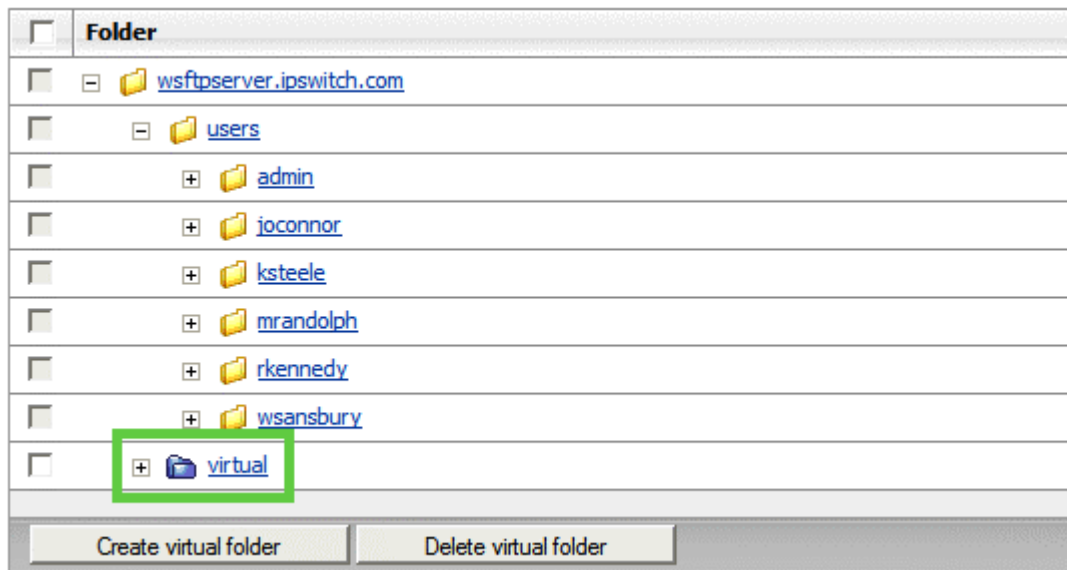 Folder
wsftpserver.ipswitch.com
users
admin
joconnor
ksteele
mrandolph
rkennedy
wsansbury
virtual
Create virtual folder Delete virtual folder